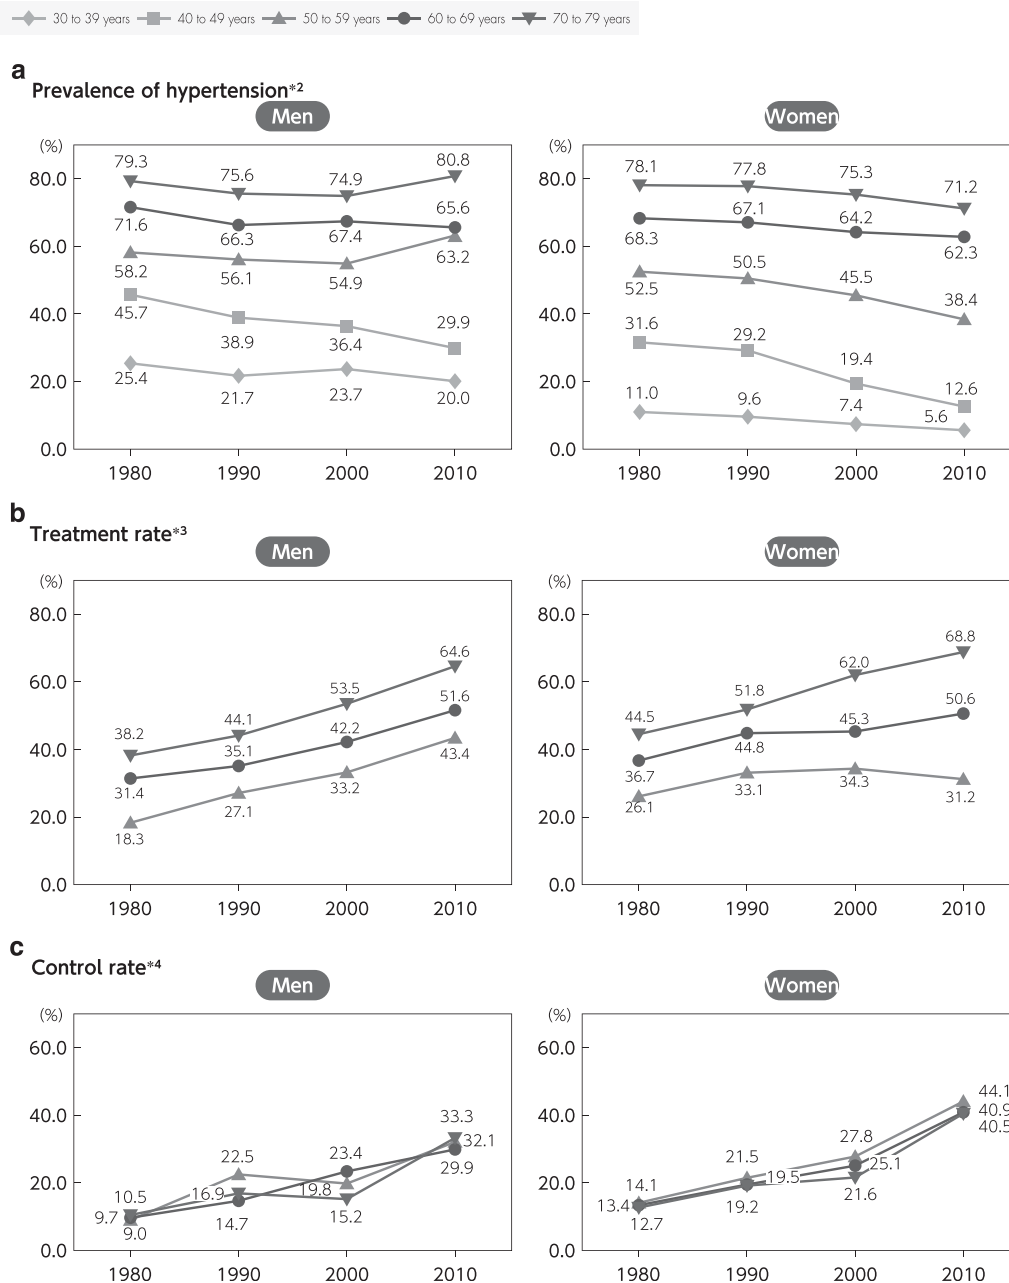 30 to 39 years 40 to 49 years 50 to 59 years 60 to 69 years 70 to 79 years
a
Prevalence of hypertension*2
Men
(%)
80.0
60.0
40.0
20.0
0.0
79.3 75.6 74.9 80.8
71.6 66.3 67.4 65.6
58.2 56.1 54.9 63.2
45.7 38.9 36.4 29.9
25.4 21.7 23.7 20.0
1980 1990 2000 2010
Women
(%)
80.0
60.0
40.0
20.0
0.0
78.1 77.8 75.3 71.2
68.3 67.1 64.2 62.3
52.5 50.5 45.5 38.4
31.6 29.2 19.4 12.6
11.0 9.6 7.4 5.6
1980 1990 2000 2010
b
Treatment rate*3
Men
(%)
80.0
60.0
40.0
20.0
0.0
38.2 44.1 53.5 64.6
31.4 35.1 42.2 51.6
18.3 27.1 33.2 43.4
1980 1990 2000 2010
Women
(%)
80.0
60.0
40.0
20.0
0.0
44.5 51.8 62.0 68.8
36.7 44.8 45.3 50.6
26.1 33.1 34.3 31.2
1980 1990 2000 2010
c
Control rate*4
Men
(%)
60.0
40.0
20.0
0.0
10.5 22.5 23.4 33.3
9.7 16.9 19.8 32.1
9.0 14.7 15.2 29.9
1980 1990 2000 2010
Women
(%)
60.0
40.0
20.0
0.0
14.1 21.5 27.8 44.1
13.4 19.5 25.1 40.9
12.7 19.2 21.6 40.5
1980 1990 2000 2010